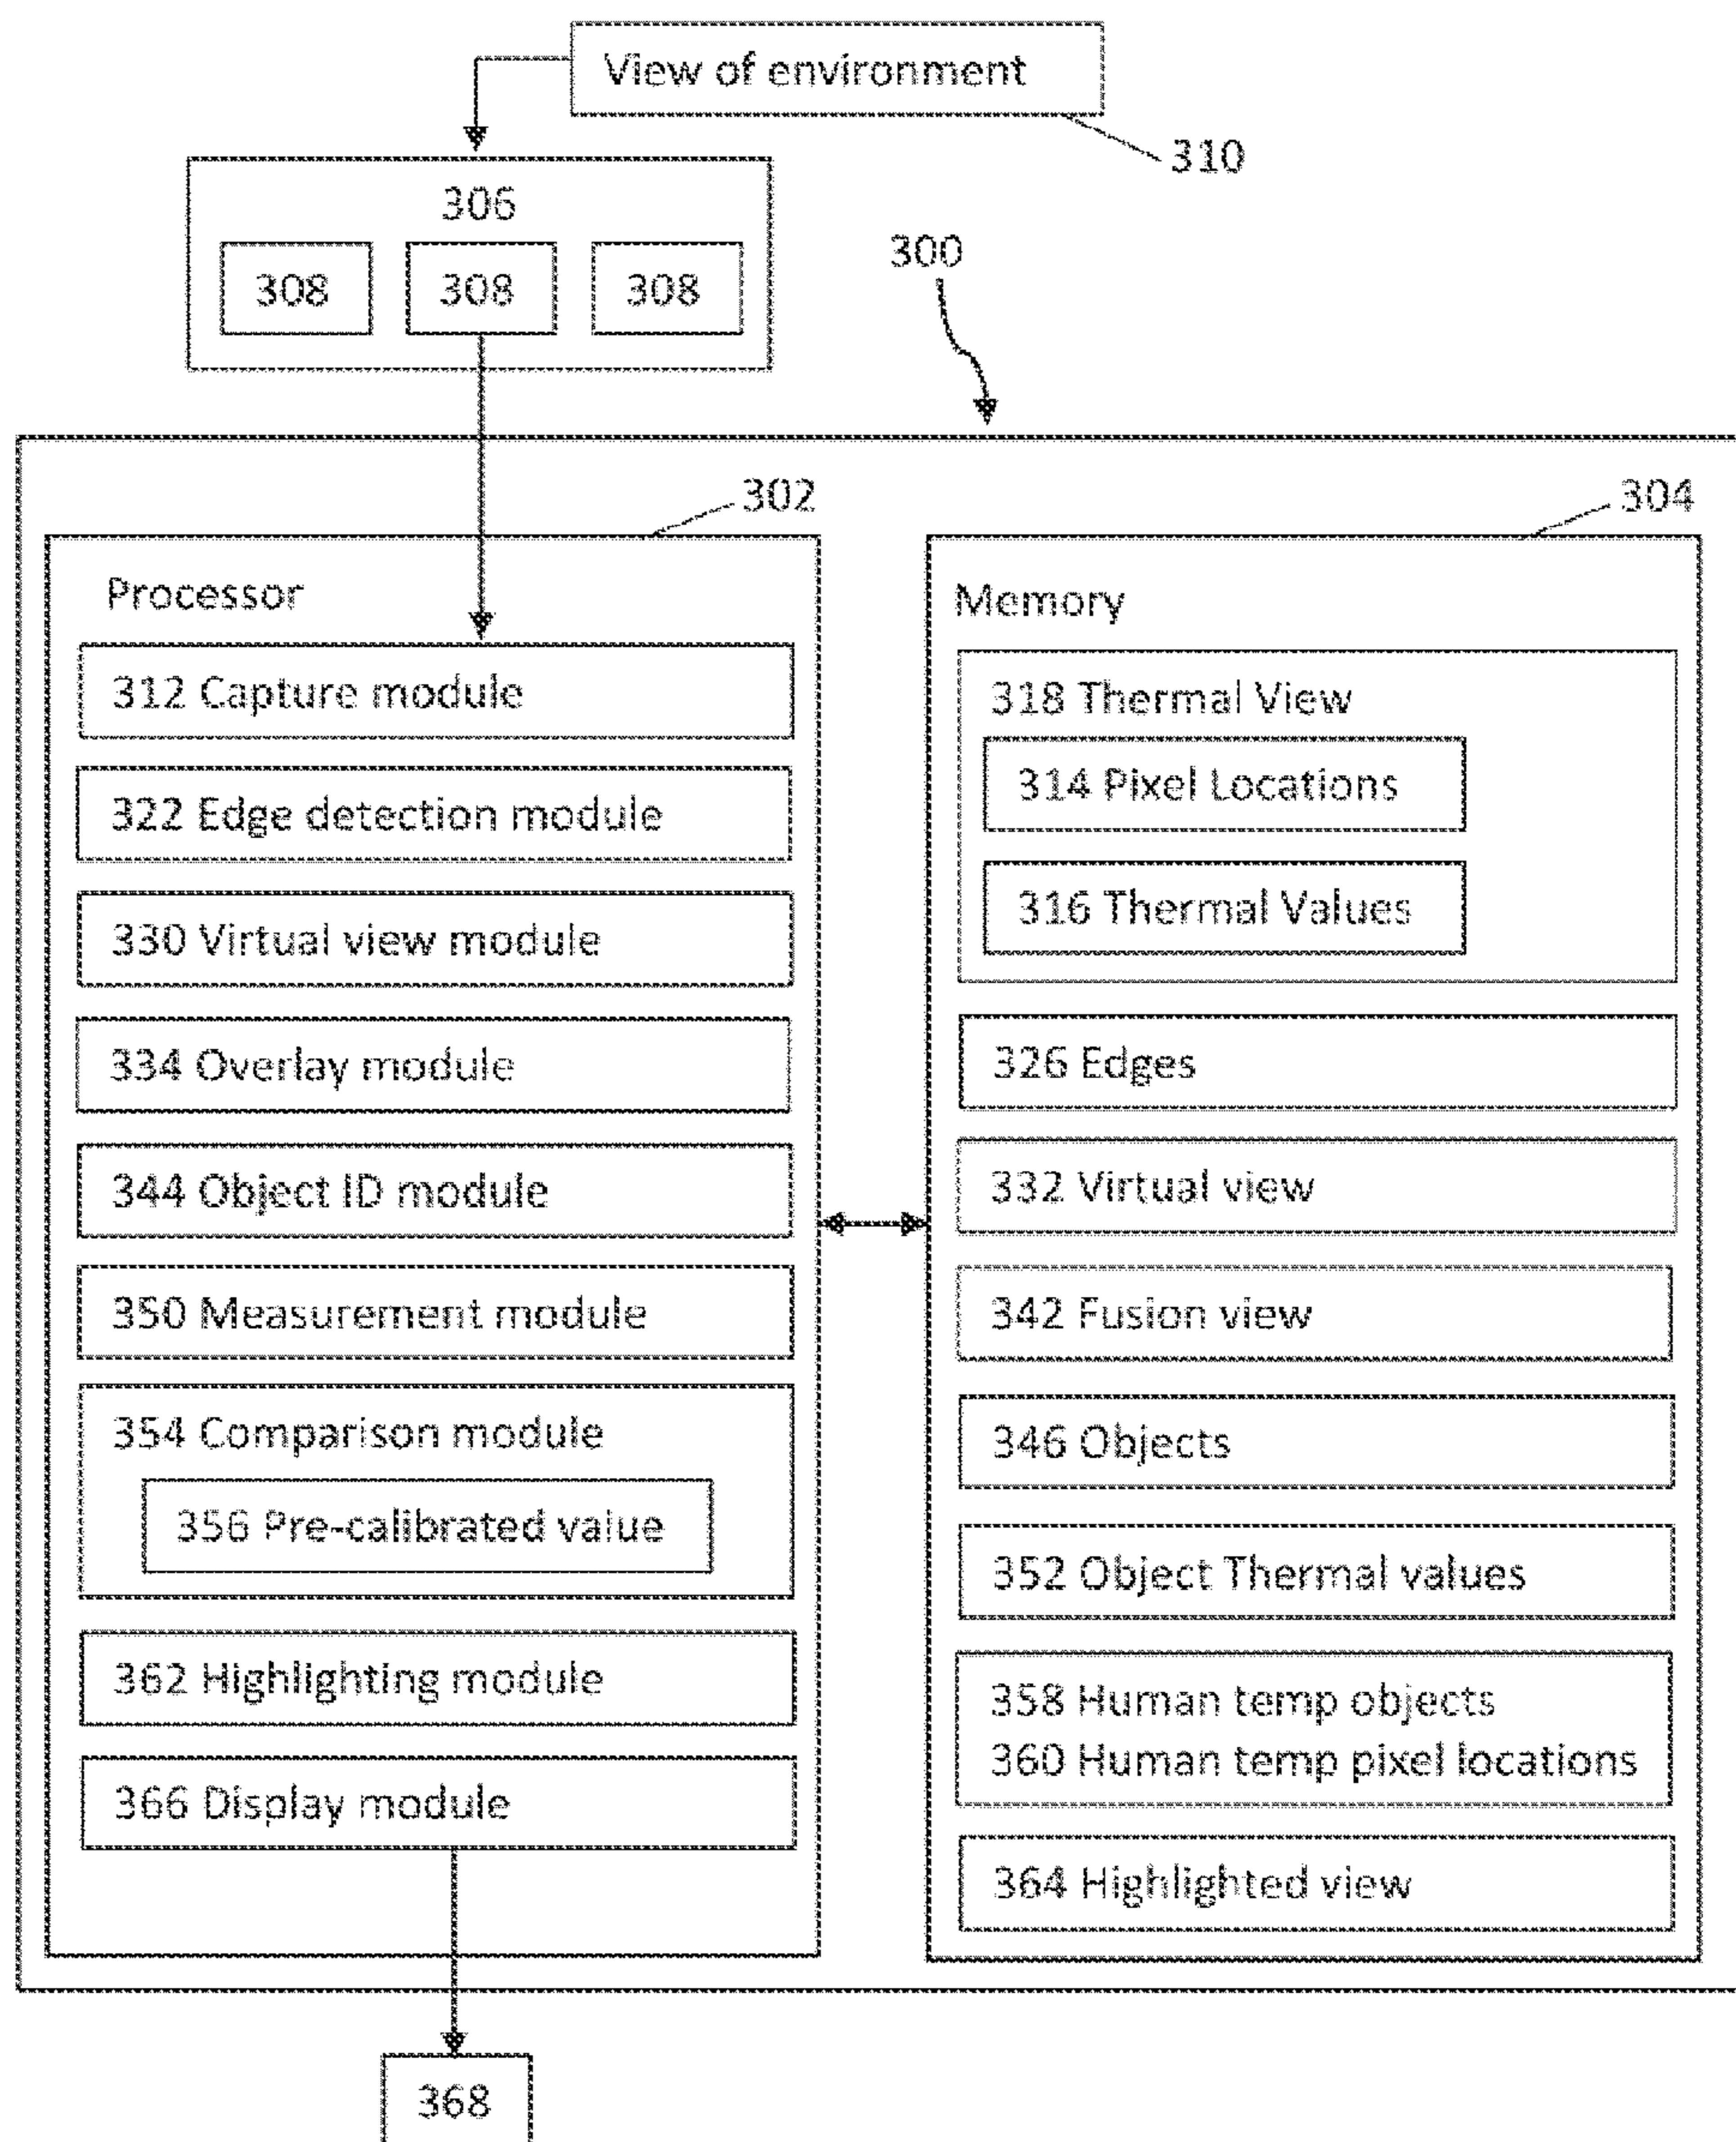 View of environment
310
306
308 308 308
300
302
304
Processor
312 Capture module
322 Edge detection module
330 Virtual view module
334 Overlay module
344 Object ID module
350 Measurement module
354 Comparison module
356 Pre-calibrated value
362 Highlighting module
366 Display module
Memory
318 Thermal View
314 Pixel Locations
316 Thermal Values
326 Edges
332 Virtual view
342 Fusion view
346 Objects
352 Object Thermal values
358 Human temp objects
360 Human temp pixel locations
364 Highlighted view
368